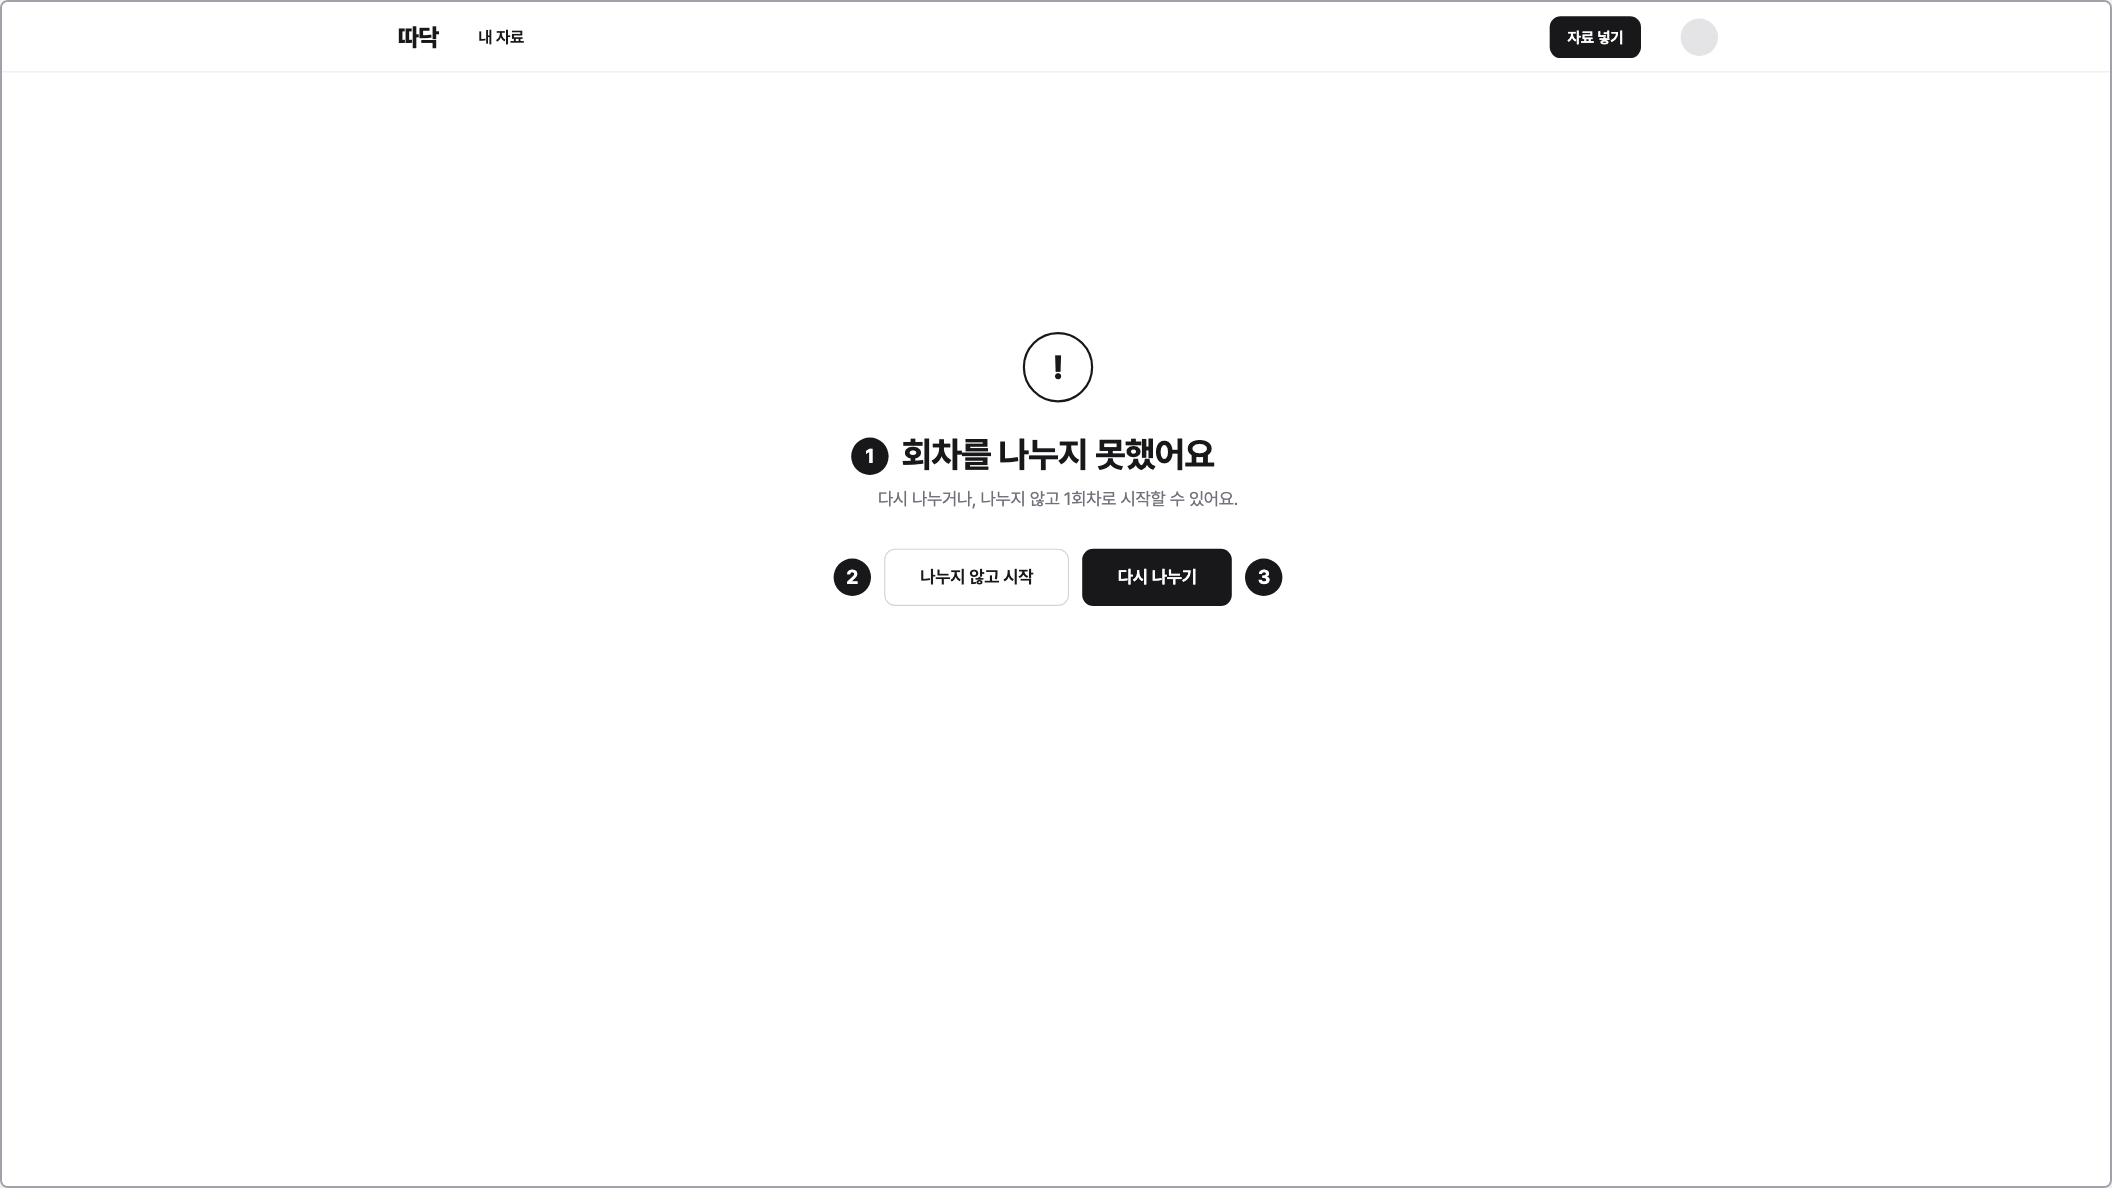 따닥 내 자료 자료 넣기
!
1 회차를 나누지 못했어요
다시 나누거나, 나누지 않고 1회차로 시작할 수 있어요.
2 나누지 않고 시작 다시 나누기 3